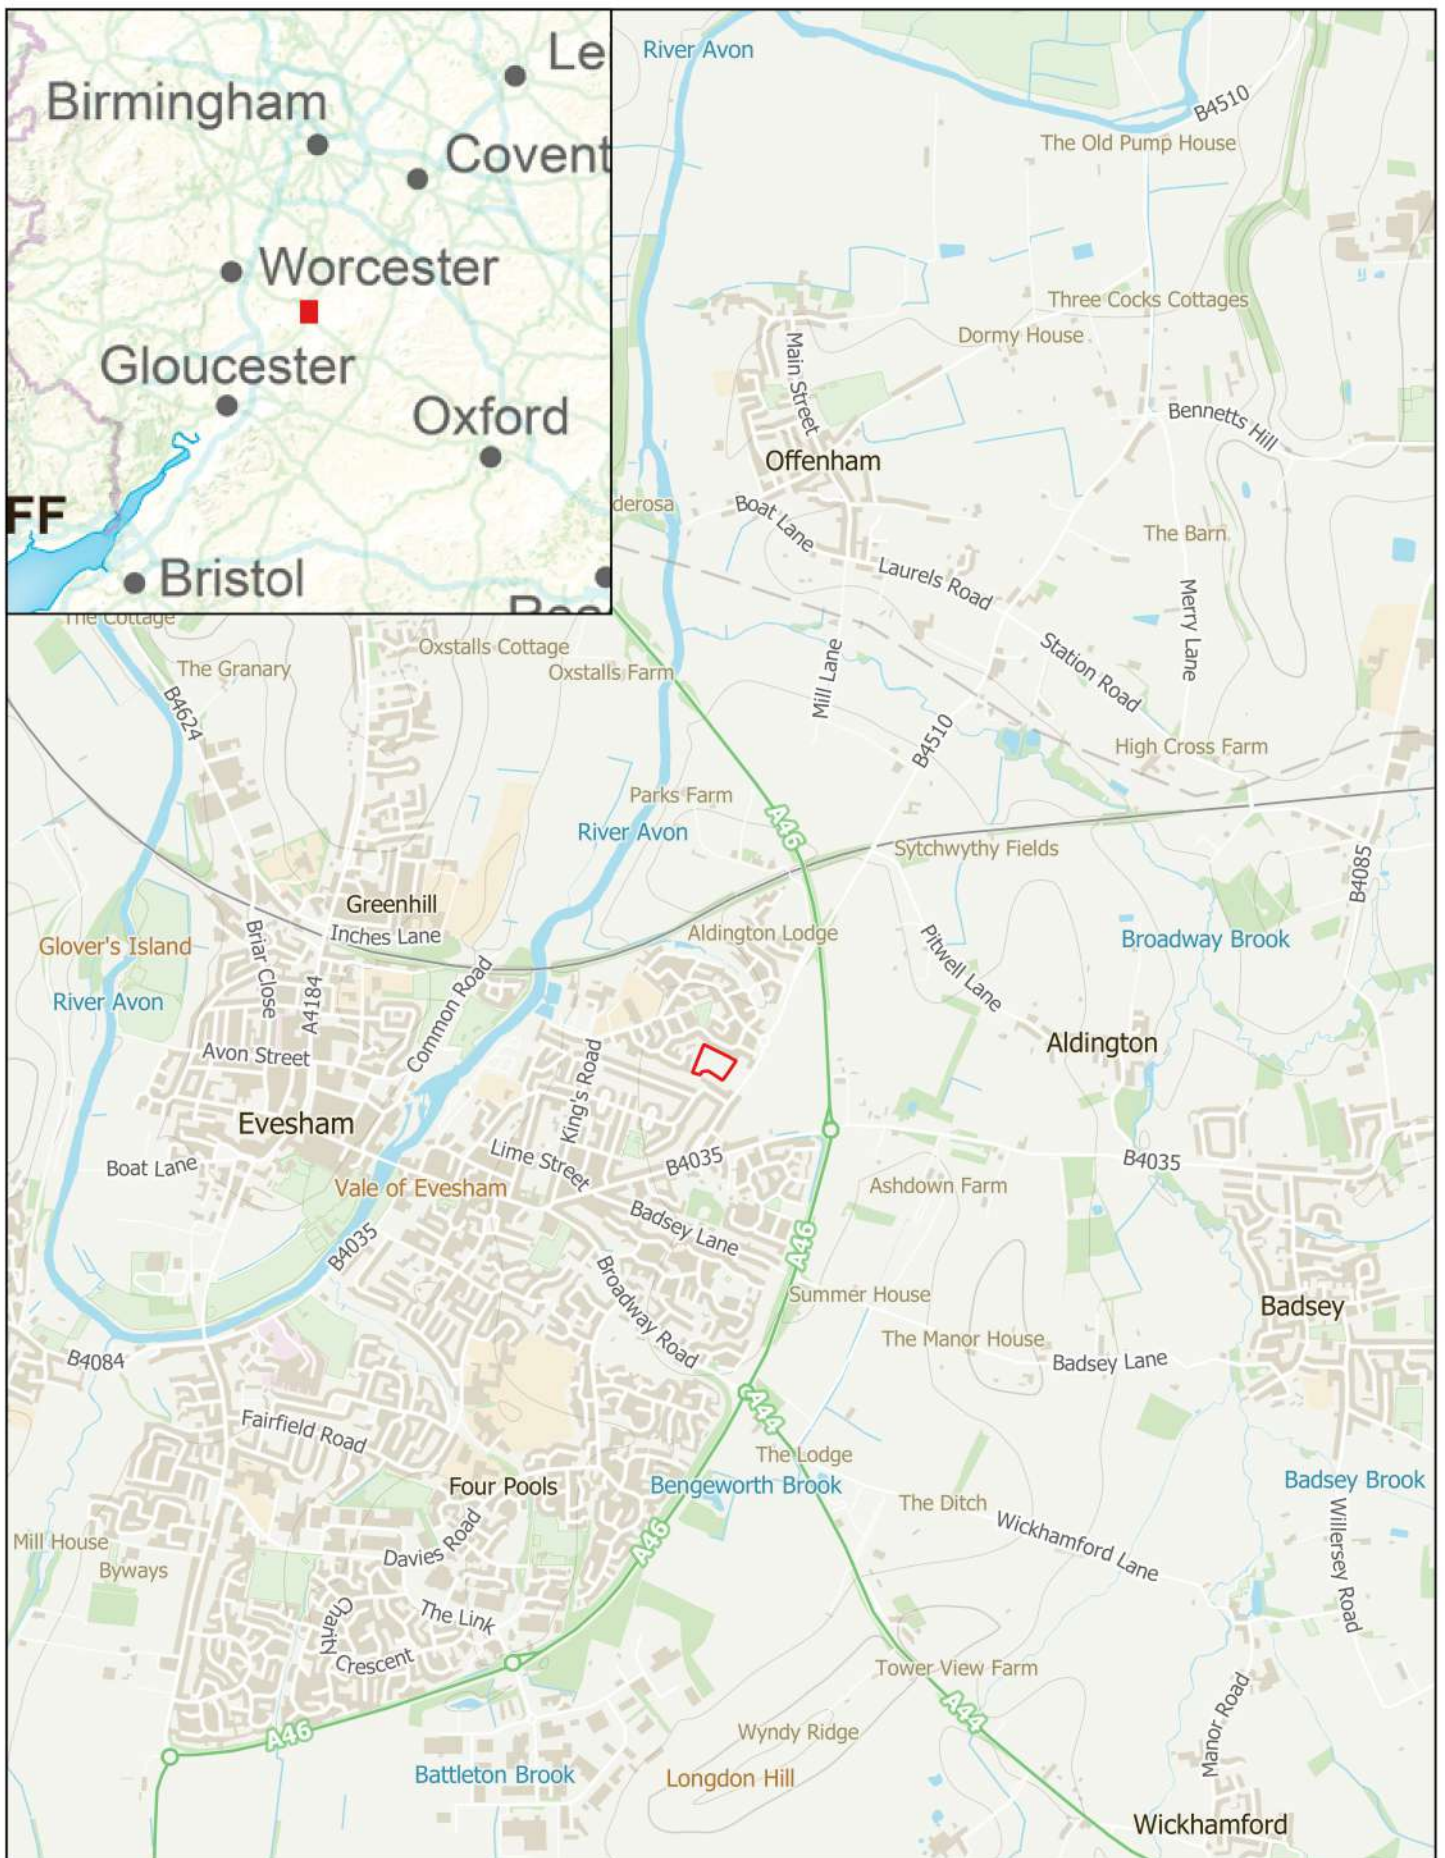 River Avon
B4510
The Old Pump House
Le
Birmingham
Covent
Worcester
Gloucester
Oxford
FF
Bristol
Three Cocks Cottages
Dormy House
Main Street
Bennetts Hill
Offenham
derosa
Boat Lane
The Barn
Laurels Road
Merry Lane
The Cottage
Oxstalls Cottage
The Granary
Oxstalls Farm
Mill Lane
Station Road
B4624
B4510
High Cross Farm
Parks Farm
A46
River Avon
Sytchwythy Fields
B4085
Greenhill
Inches Lane
Aldington Lodge
Glover's Island
Briar Close
Pitwell Lane
Broadway Brook
River Avon
A4184
Common Road
Avon Street
King's Road
Aldington
Evesham
Lime Street
B4035
B4035
Boat Lane
Vale of Evesham
Ashdown Farm
Badsey Lane
B4035
A46
Broadway Road
Summer House
Badsey
The Manor House
B4084
Badsey Lane
A44
Fairfield Road
The Lodge
Four Pools
Bengeworth Brook
Badsey Brook
The Ditch
Willersey Road
Wickhamford Lane
Mill House
Davies Road
A46
Byways
Charity Crescent
The Link
Tower View Farm
Manor Road
A44
A46
Wyndy Ridge
Battleton Brook
Longdon Hill
Wickhamford